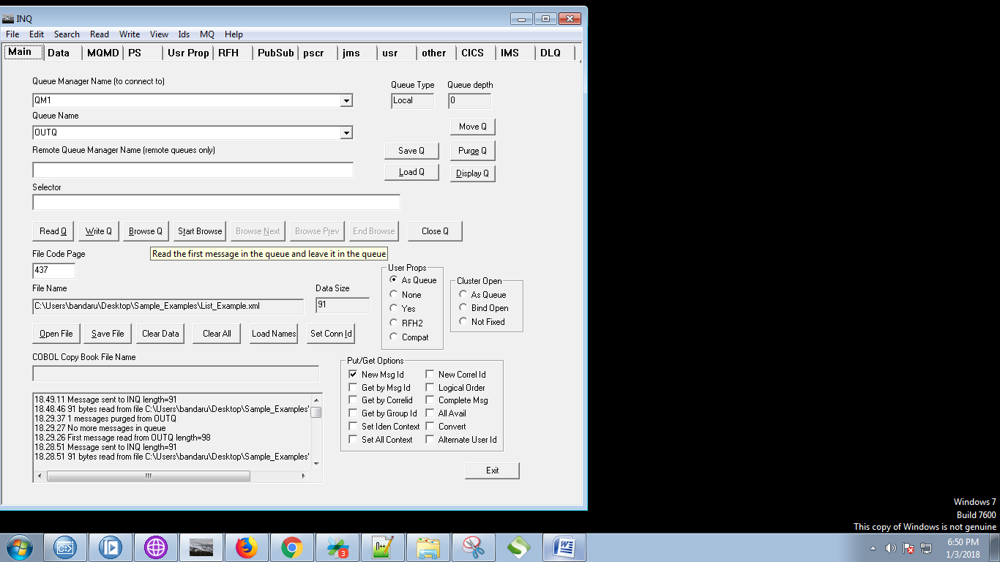 INQ
File Edit Search Read Write View Ids MQ Help
Main Data MQMD PS Usr Prop RFH PubSub pscr jms usr other CICS IMS DLQ
Queue Manager Name (to connect to)
QM1
Queue Type Queue depth
Local 0
Queue Name
OUTQ
Move Q
Remote Queue Manager Name (remote queues only)
Save Q Purge Q
Load Q Display Q
Selector
Read Q Write Q Browse Q Start Browse Browse Next Browse Prev End Browse Close Q
Read the first message in the queue and leave it in the queue
File Code Page
437
File Name
C:\Users\bandaru\Desktop\Sample_Examples\List_Example.xml
Data Size
91
User Props
As Queue
None
Yes
RFH2
Compat
Cluster Open
As Queue
Bind Open
Not Fixed
Open File Save File Clear Data Clear All Load Names Set Conn Id
COBOL Copy Book File Name
Put/Get Options
New Msg Id New Correl Id
Get by Msg Id Logical Order
Get by Correlid Complete Msg
Get by Group Id All Avail
Set Iden Context Convert
Set All Context Alternate User Id
18.49.11 Message sent to INQ length=91
18.48.46 91 bytes read from file C:\Users\bandaru\Desktop\Sample_Examples\
18.29.37 1 messages purged from OUTQ
18.29.27 No more messages in queue
18.29.26 First message read from OUTQ length=98
18.28.51 Message sent to INQ length=91
18.28.51 91 bytes read from file C:\Users\bandaru\Desktop\Sample_Examples\
Exit
Windows 7
Build 7600
This copy of Windows is not genuine
C:\>
3
N++
W
6:50 PM
1/3/2018